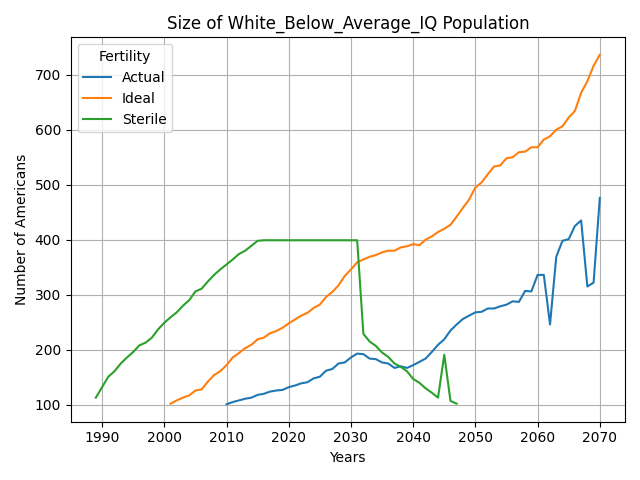 Size of White_Below_Average_IQ Population
Fertility
Actual
Ideal
Sterile
Number of Americans
700
600
500
400
300
200
100
1990 2000 2010 2020 2030 2040 2050 2060 2070
Years